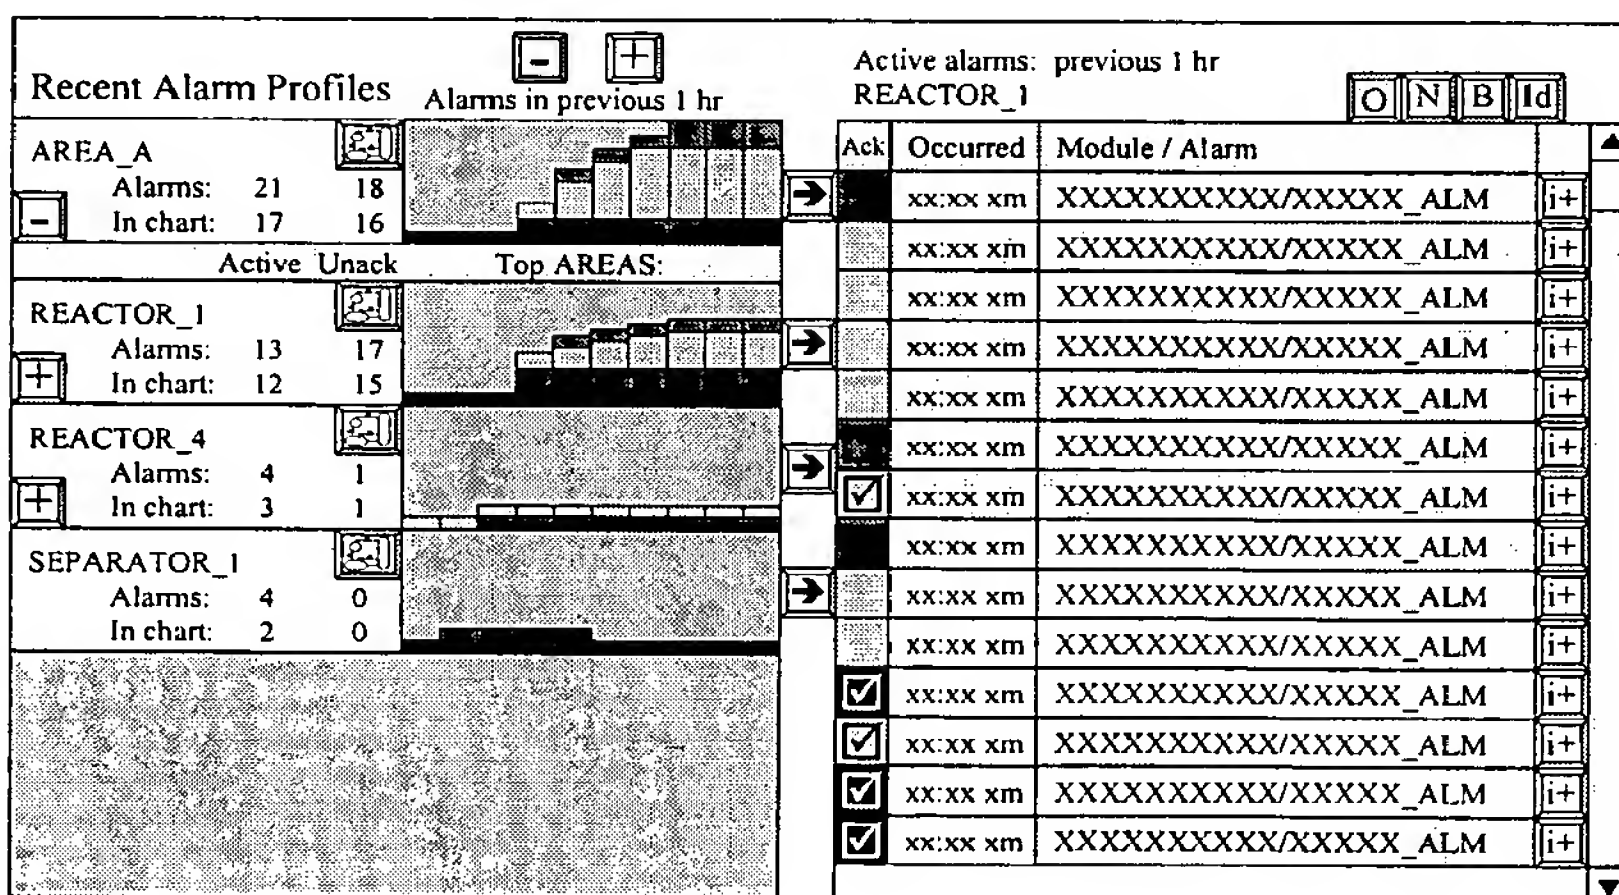 Recent Alarm Profiles
- +
Alarms in previous 1 hr
AREA_A
Alarms: 21 18
In chart: 17 16
-
Active Unack Top AREAS:
REACTOR_1
Alarms: 13 17
In chart: 12 15
+
REACTOR_4
Alarms: 4 1
In chart: 3 1
+
SEPARATOR_1
Alarms: 4 0
In chart: 2 0
Active alarms: previous 1 hr
REACTOR_1
O N B Id
Ack Occurred Module / Alarm
xx:xx xm XXXXXXXXXX/XXXXX_ALM i+
xx:xx xm XXXXXXXXXX/XXXXX_ALM i+
xx:xx xm XXXXXXXXXX/XXXXX_ALM i+
xx:xx xm XXXXXXXXXX/XXXXX_ALM i+
xx:xx xm XXXXXXXXXX/XXXXX_ALM i+
xx:xx xm XXXXXXXXXX/XXXXX_ALM i+
xx:xx xm XXXXXXXXXX/XXXXX_ALM i+
xx:xx xm XXXXXXXXXX/XXXXX_ALM i+
xx:xx xm XXXXXXXXXX/XXXXX_ALM i+
xx:xx xm XXXXXXXXXX/XXXXX_ALM i+
xx:xx xm XXXXXXXXXX/XXXXX_ALM i+
xx:xx xm XXXXXXXXXX/XXXXX_ALM i+
xx:xx xm XXXXXXXXXX/XXXXX_ALM i+
xx:xx xm XXXXXXXXXX/XXXXX_ALM i+